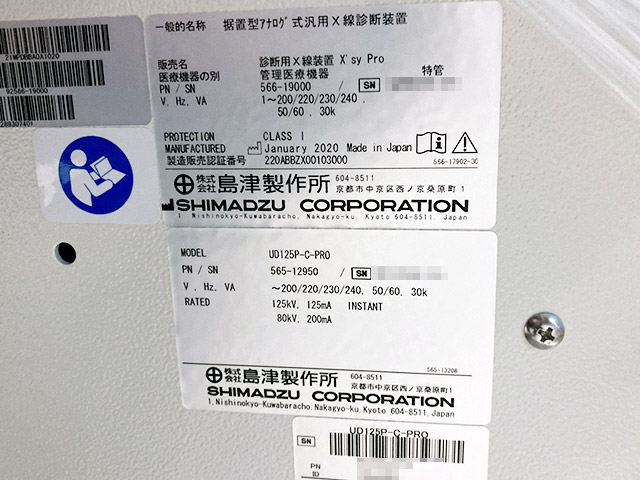 21MPDBBA0A1020
92566-19000
289307401
一般的名称 据置型アナログ式汎用X線診断装置
販売名 診断用X線装置 X'sy Pro
医療機器の別 管理医療機器 特管
PN / SN 566-19000 / SN
V, Hz, VA 1～200/220/230/240,
50/60, 30k
PROTECTION CLASS I
MANUFACTURED January 2020 Made in Japan
製造販売認証番号 220ABBZX00103000
566-17902-30
株式会社 島津製作所 604-8511
京都市中京区西ノ京桑原町1
SHIMADZU CORPORATION
1, Nishinokyo-Kuwabaracho, Nakagyo-ku, Kyoto 604-8511, Japan
MODEL UD125P-C-PRO
PN / SN 565-12950 / SN
V, Hz, VA ～200/220/230/240, 50/60, 30k
RATED 125kV, 125mA INSTANT
80kV, 200mA
565-13208
株式会社 島津製作所 604-8511
京都市中京区西ノ京桑原町1
SHIMADZU CORPORATION
1, Nishinokyo-Kuwabaracho, Nakagyo-ku, Kyoto 604-8511, Japan
UD125P-C-PRO
SN
PN
ID